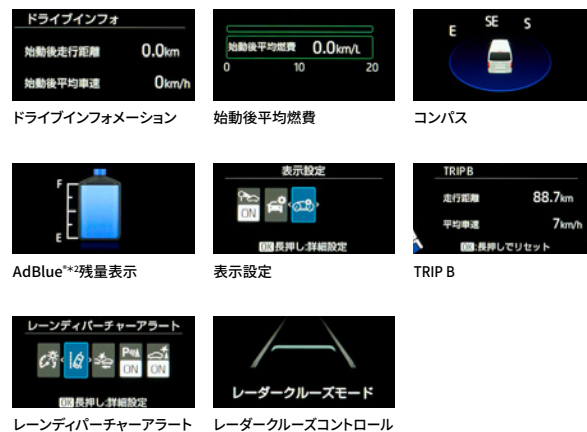 ドライブインフォ
始動後走行距離 0.0km
始動後平均車速 0km/h
ドライブインフォメーション
始動後平均燃費 0.0km/L
0 10 20
始動後平均燃費
E SE S
コンパス
F
E
AdBlue®*2残量表示
表示設定
ON
OK長押し:詳細設定
表示設定
TRIP B
走行距離 88.7km
平均車速 7km/h
OK:長押しでリセット
TRIP B
レーンディパーチャーアラート
ON ON
OK長押し:詳細設定
レーンディパーチャーアラート
レーダークルーズモード
レーダークルーズコントロール